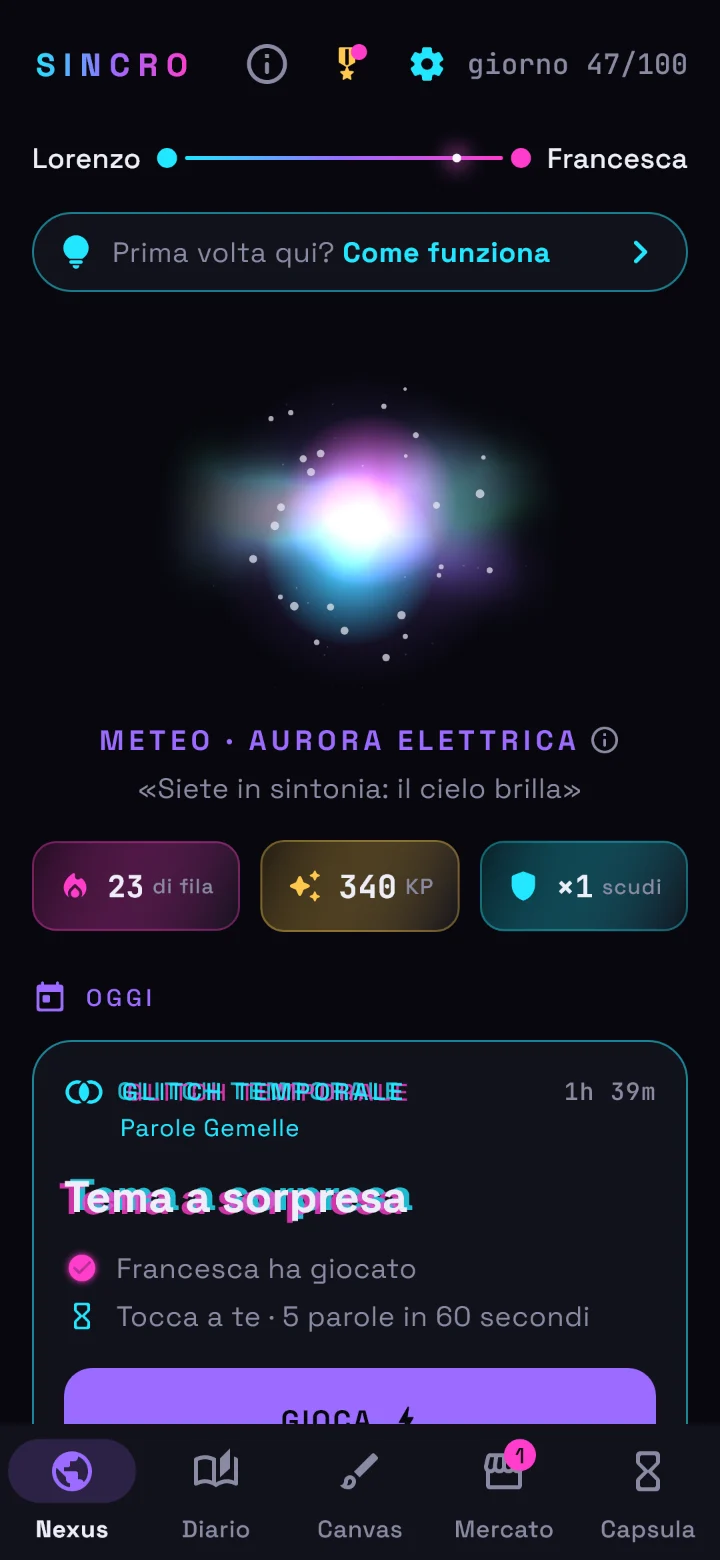 SINCRO giorno 47/100
Lorenzo Francesca
Prima volta qui? Come funziona
METEO · AURORA ELETTRICA
«Siete in sintonia: il cielo brilla»
23 di fila 340 KP ×1 scudi
OGGI
GLITCH TEMPORALE 1h 39m
Parole Gemelle
Tema a sorpresa
Francesca ha giocato
Tocca a te · 5 parole in 60 secondi
GIOCA
1
Nexus Diario Canvas Mercato Capsula